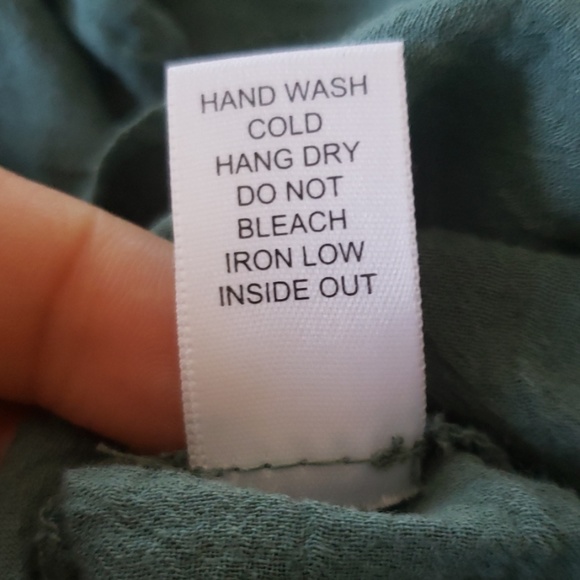 HAND WASH
COLD
HANG DRY
DO NOT
BLEACH
IRON LOW
INSIDE OUT